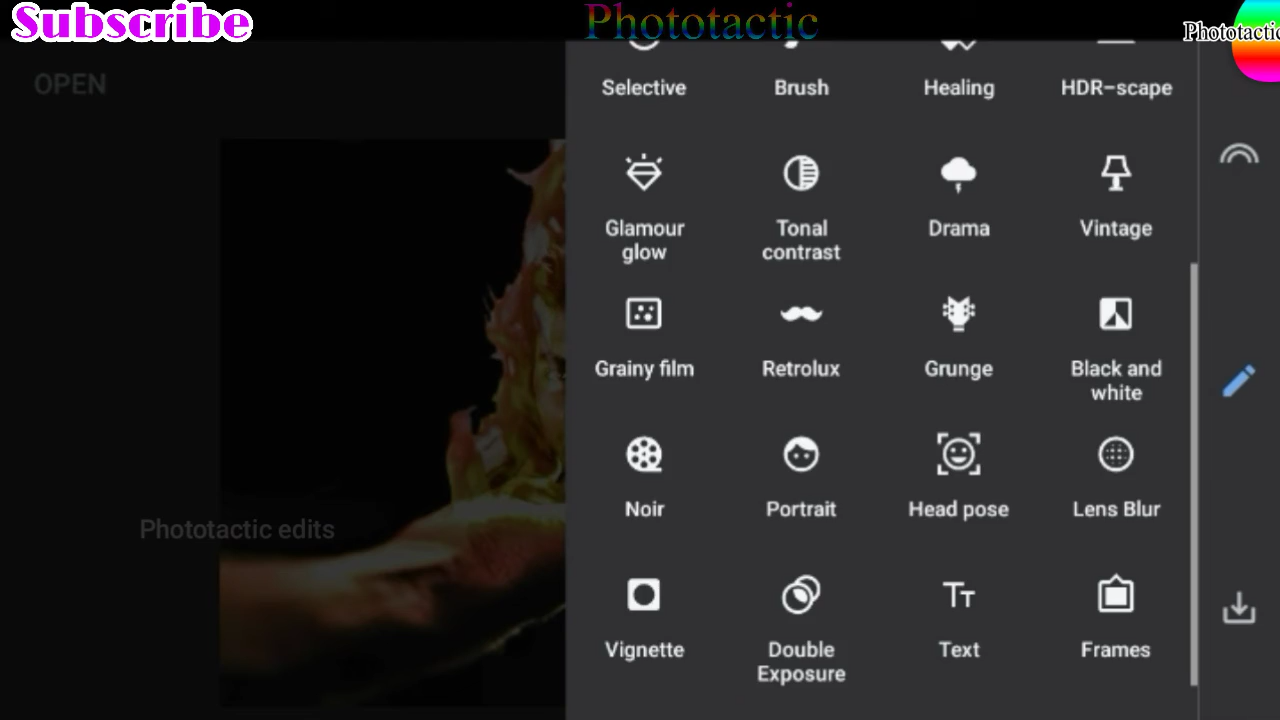 Subscribe
Phototactic
Phototactic
OPEN
Selective
Brush
Healing
HDR-scape
Glamour
glow
Tonal
contrast
Drama
Vintage
Grainy film
Retrolux
Grunge
Black and
white
Noir
Portrait
Head pose
Lens Blur
Phototactic edits
Vignette
Double
Exposure
Text
Frames